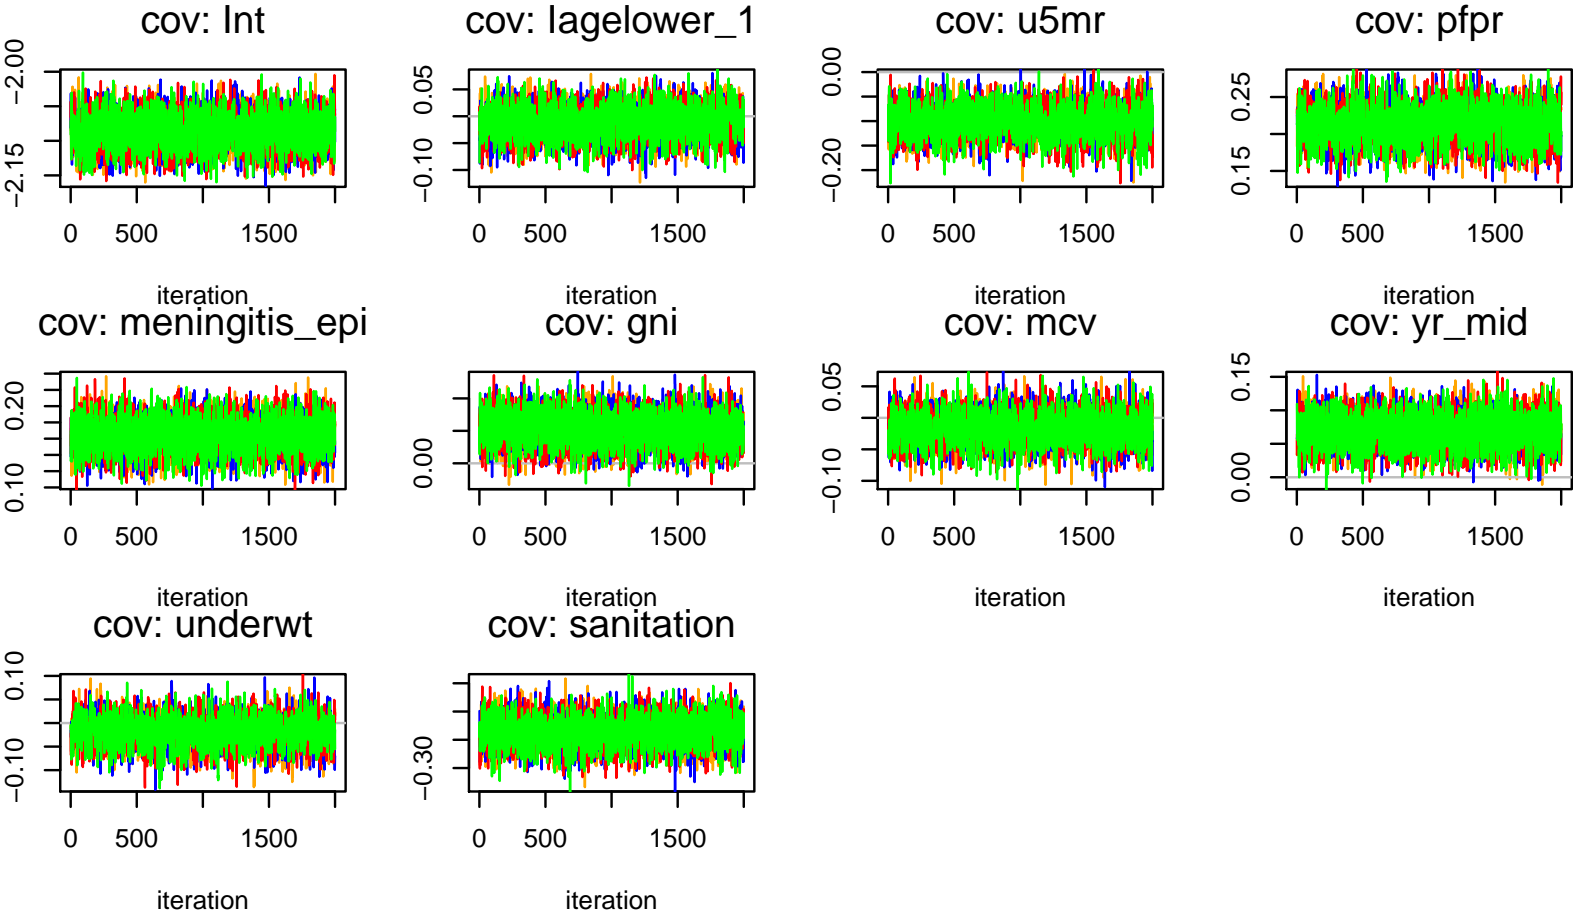 cov: Int cov: lagelower_1 cov: u5mr cov: pfpr
−2.15 −2.00 −0.10 0.05 −0.20 0.00 0.15 0.25
0 500 1500 0 500 1500 0 500 1500 0 500 1500
iteration iteration iteration iteration
cov: meningitis_epi cov: gni cov: mcv cov: yr_mid
0.10 0.20 0.00 −0.10 0.05 0.00 0.15
0 500 1500 0 500 1500 0 500 1500 0 500 1500
iteration iteration iteration iteration
cov: underwt cov: sanitation
−0.10 0.10 −0.30
0 500 1500 0 500 1500
iteration iteration